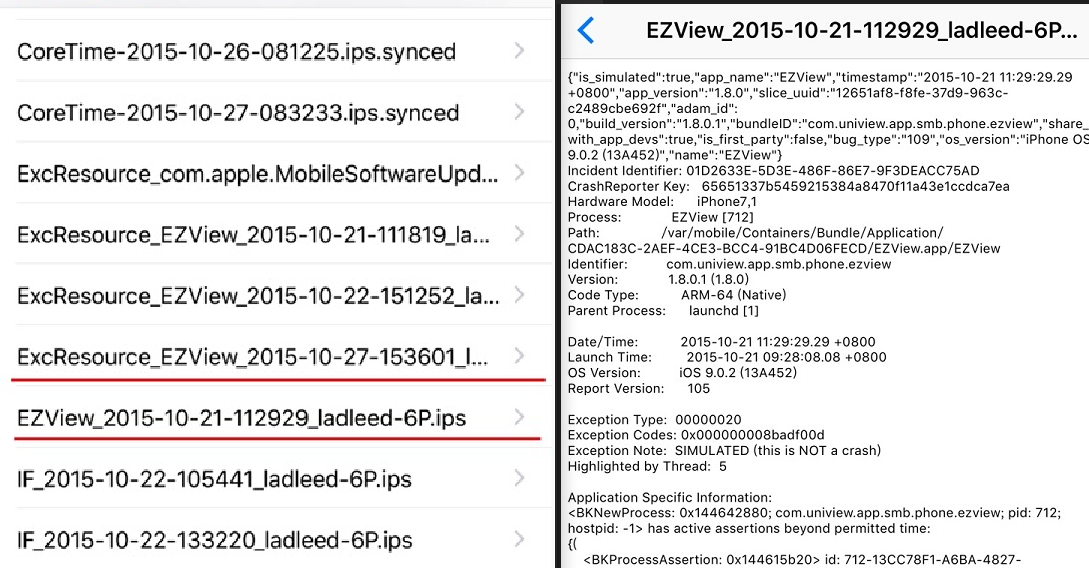 CoreTime-2015-10-26-081225.ips.synced
CoreTime-2015-10-27-083233.ips.synced
ExcResource_com.apple.MobileSoftwareUpd...
ExcResource_EZView_2015-10-21-111819_la...
ExcResource_EZView_2015-10-22-151252_la...
ExcResource_EZView_2015-10-27-153601_l...
EZView_2015-10-21-112929_ladleed-6P.ips
IF_2015-10-22-105441_ladleed-6P.ips
IF_2015-10-22-133220_ladleed-6P.ips
EZView_2015-10-21-112929_ladleed-6P...
{"is_simulated":true,"app_name":"EZView","timestamp":"2015-10-21 11:29:29.29
+0800","app_version":"1.8.0","slice_uuid":"12651af8-f8fe-37d9-963c-
c2489cbe692f","adam_id":
0,"build_version":"1.8.0.1","bundleID":"com.uniview.app.smb.phone.ezview","share_
with_app_devs":true,"is_first_party":false,"bug_type":"109","os_version":"iPhone OS
9.0.2 (13A452)","name":"EZView"}
Incident Identifier: 01D2633E-5D3E-486F-86E7-9F3DEACC75AD
CrashReporter Key: 65651337b5459215384a8470f11a43e1ccdca7ea
Hardware Model: iPhone7,1
Process: EZView [712]
Path: /var/mobile/Containers/Bundle/Application/
CDAC183C-2AEF-4CE3-BCC4-91BC4D06FECD/EZView.app/EZView
Identifier: com.uniview.app.smb.phone.ezview
Version: 1.8.0.1 (1.8.0)
Code Type: ARM-64 (Native)
Parent Process: launchd [1]
Date/Time: 2015-10-21 11:29:29.29 +0800
Launch Time: 2015-10-21 09:28:08.08 +0800
OS Version: iOS 9.0.2 (13A452)
Report Version: 105
Exception Type: 00000020
Exception Codes: 0x000000008badf00d
Exception Note: SIMULATED (this is NOT a crash)
Highlighted by Thread: 5
Application Specific Information:
<BKNewProcess: 0x144642880; com.uniview.app.smb.phone.ezview; pid: 712;
hostpid: -1> has active assertions beyond permitted time:
{(
<BKProcessAssertion: 0x144615b20> id: 712-13CC78F1-A6BA-4827-